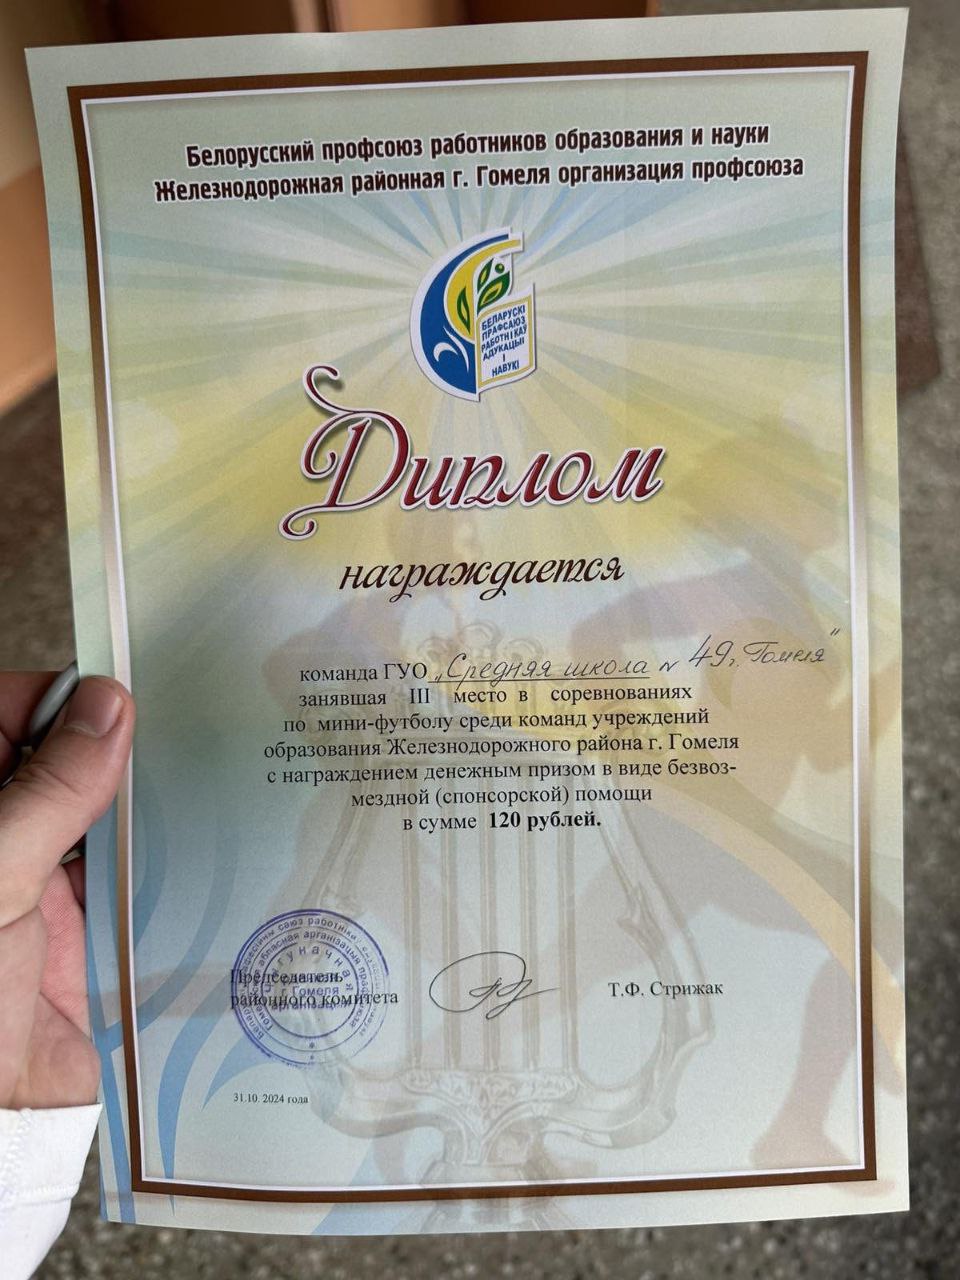 Белорусский профсоюз работников образования и науки
Железнодорожная районная г. Гомеля организация профсоюза
БЕЛАРУСКІ
ПРАФСАЮЗ
РАБОТНІКАЎ
АДУКАЦЫІ
І
НАВУКІ
Диплом
награждается
команда ГУО „Средняя школа № 49 г. Гомеля"
занявшая III место в соревнованиях
по мини-футболу среди команд учреждений
образования Железнодорожного района г. Гомеля
с награждением денежным призом в виде безвоз-
мездной (спонсорской) помощи
в сумме 120 рублей.
Председатель
районного комитета
Т.Ф. Стрижак
31.10. 2024 года